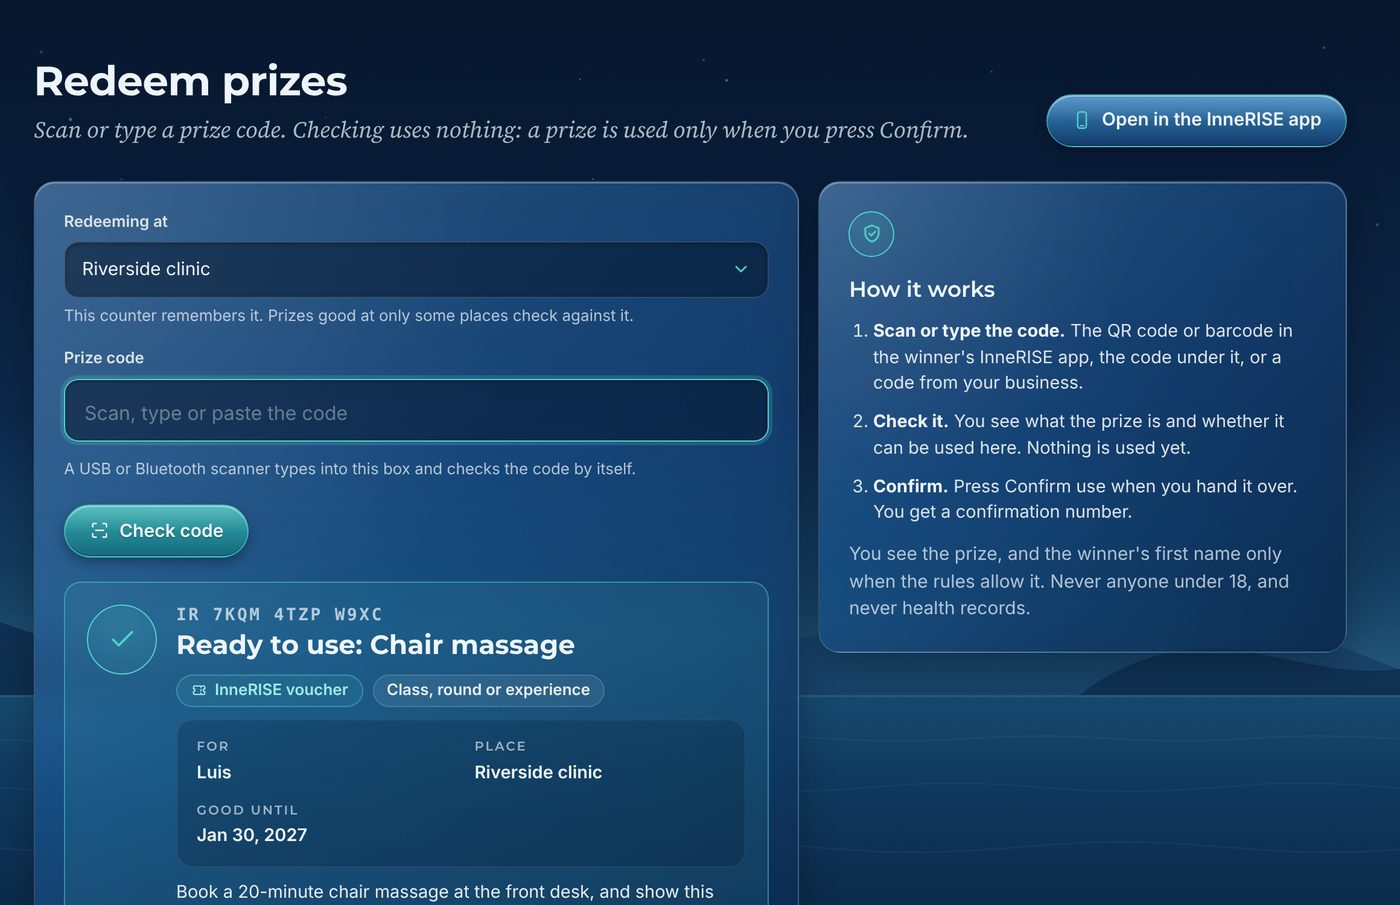 Redeem prizes
Scan or type a prize code. Checking uses nothing: a prize is used only when you press Confirm.
Open in the InneRISE app
Redeeming at
Riverside clinic
This counter remembers it. Prizes good at only some places check against it.
Prize code
Scan, type or paste the code
A USB or Bluetooth scanner types into this box and checks the code by itself.
Check code
IR 7KQM 4TZP W9XC
Ready to use: Chair massage
InneRISE voucher
Class, round or experience
FOR
Luis
PLACE
Riverside clinic
GOOD UNTIL
Jan 30, 2027
Book a 20-minute chair massage at the front desk, and show this
How it works
1. Scan or type the code. The QR code or barcode in
the winner's InneRISE app, the code under it, or a
code from your business.
2. Check it. You see what the prize is and whether it
can be used here. Nothing is used yet.
3. Confirm. Press Confirm use when you hand it over.
You get a confirmation number.
You see the prize, and the winner's first name only
when the rules allow it. Never anyone under 18, and
never health records.